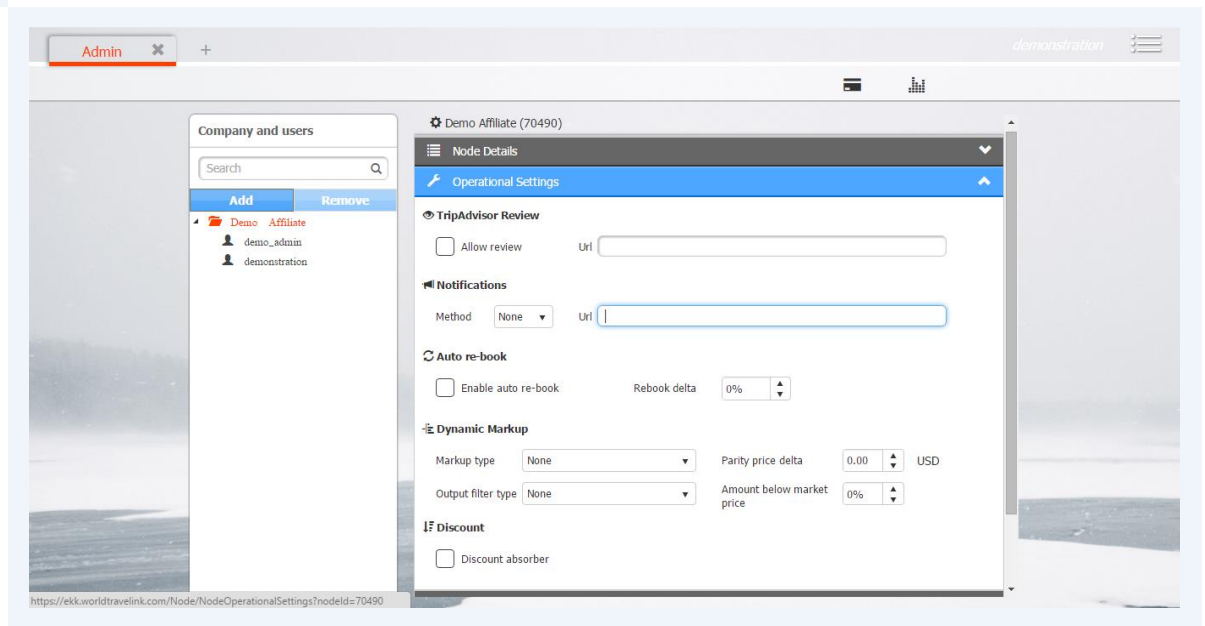 Admin ✖ +
demonstration
Company and users
Search
Add Remove
Demo Affiliate
demo_admin
demonstration
Demo Affiliate (70490)
Node Details
Operational Settings
TripAdvisor Review
Allow review Url
Notifications
Method None Url
Auto re-book
Enable auto re-book Rebook delta 0%
Dynamic Markup
Markup type None Parity price delta 0.00 USD
Output filter type None Amount below market price 0%
Discount
Discount absorber
https://ekk.worldtravelink.com/Node/NodeOperationalSettings?nodeId=70490